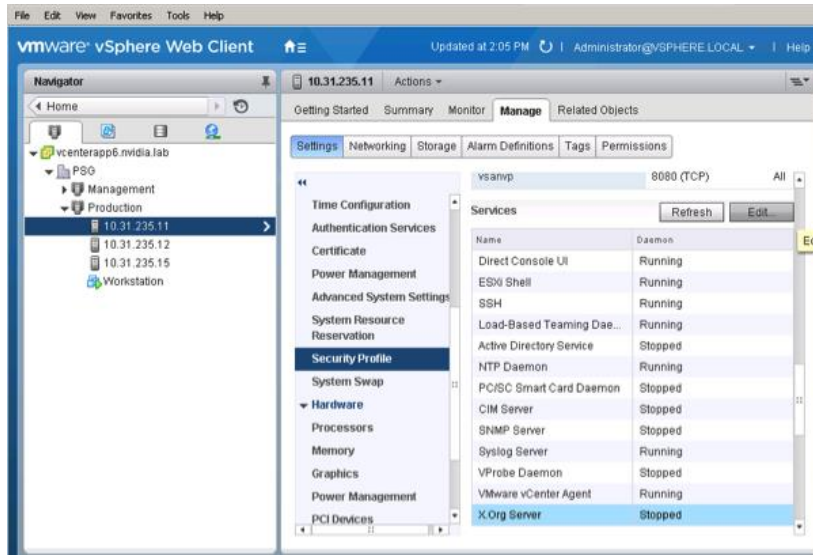 File Edit View Favorites Tools Help
vmware® vSphere Web Client Updated at 2:05 PM | Administrator@VSPHERE.LOCAL | Help
Navigator
Home
vcenterapp6.nvidia.lab
PSG
Management
Production
10.31.235.11
10.31.235.12
10.31.235.15
Workstation
10.31.235.11 Actions
Getting Started Summary Monitor Manage Related Objects
Settings Networking Storage Alarm Definitions Tags Permissions
Time Configuration
Authentication Services
Certificate
Power Management
Advanced System Settings
System Resource
Reservation
Security Profile
System Swap
Hardware
Processors
Memory
Graphics
Power Management
PCI Devices
vsanvp 8080 (TCP) All
Services Refresh Edit...
Name Daemon
Direct Console UI Running
ESXi Shell Running
SSH Running
Load-Based Teaming Dae... Running
Active Directory Service Stopped
NTP Daemon Running
PC/SC Smart Card Daemon Stopped
CIM Server Stopped
SNMP Server Stopped
Syslog Server Running
VProbe Daemon Stopped
VMware vCenter Agent Running
X.Org Server Stopped